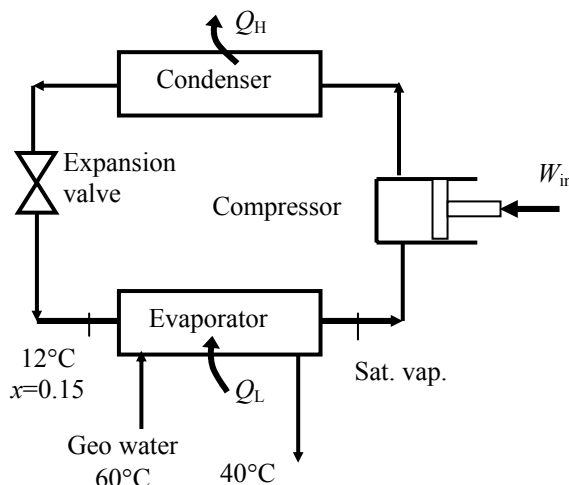 Q_H
Condenser
Expansion
valve
Compressor
W_in
Evaporator
12°C
x=0.15
Q_L
Sat. vap.
Geo water
60°C
40°C